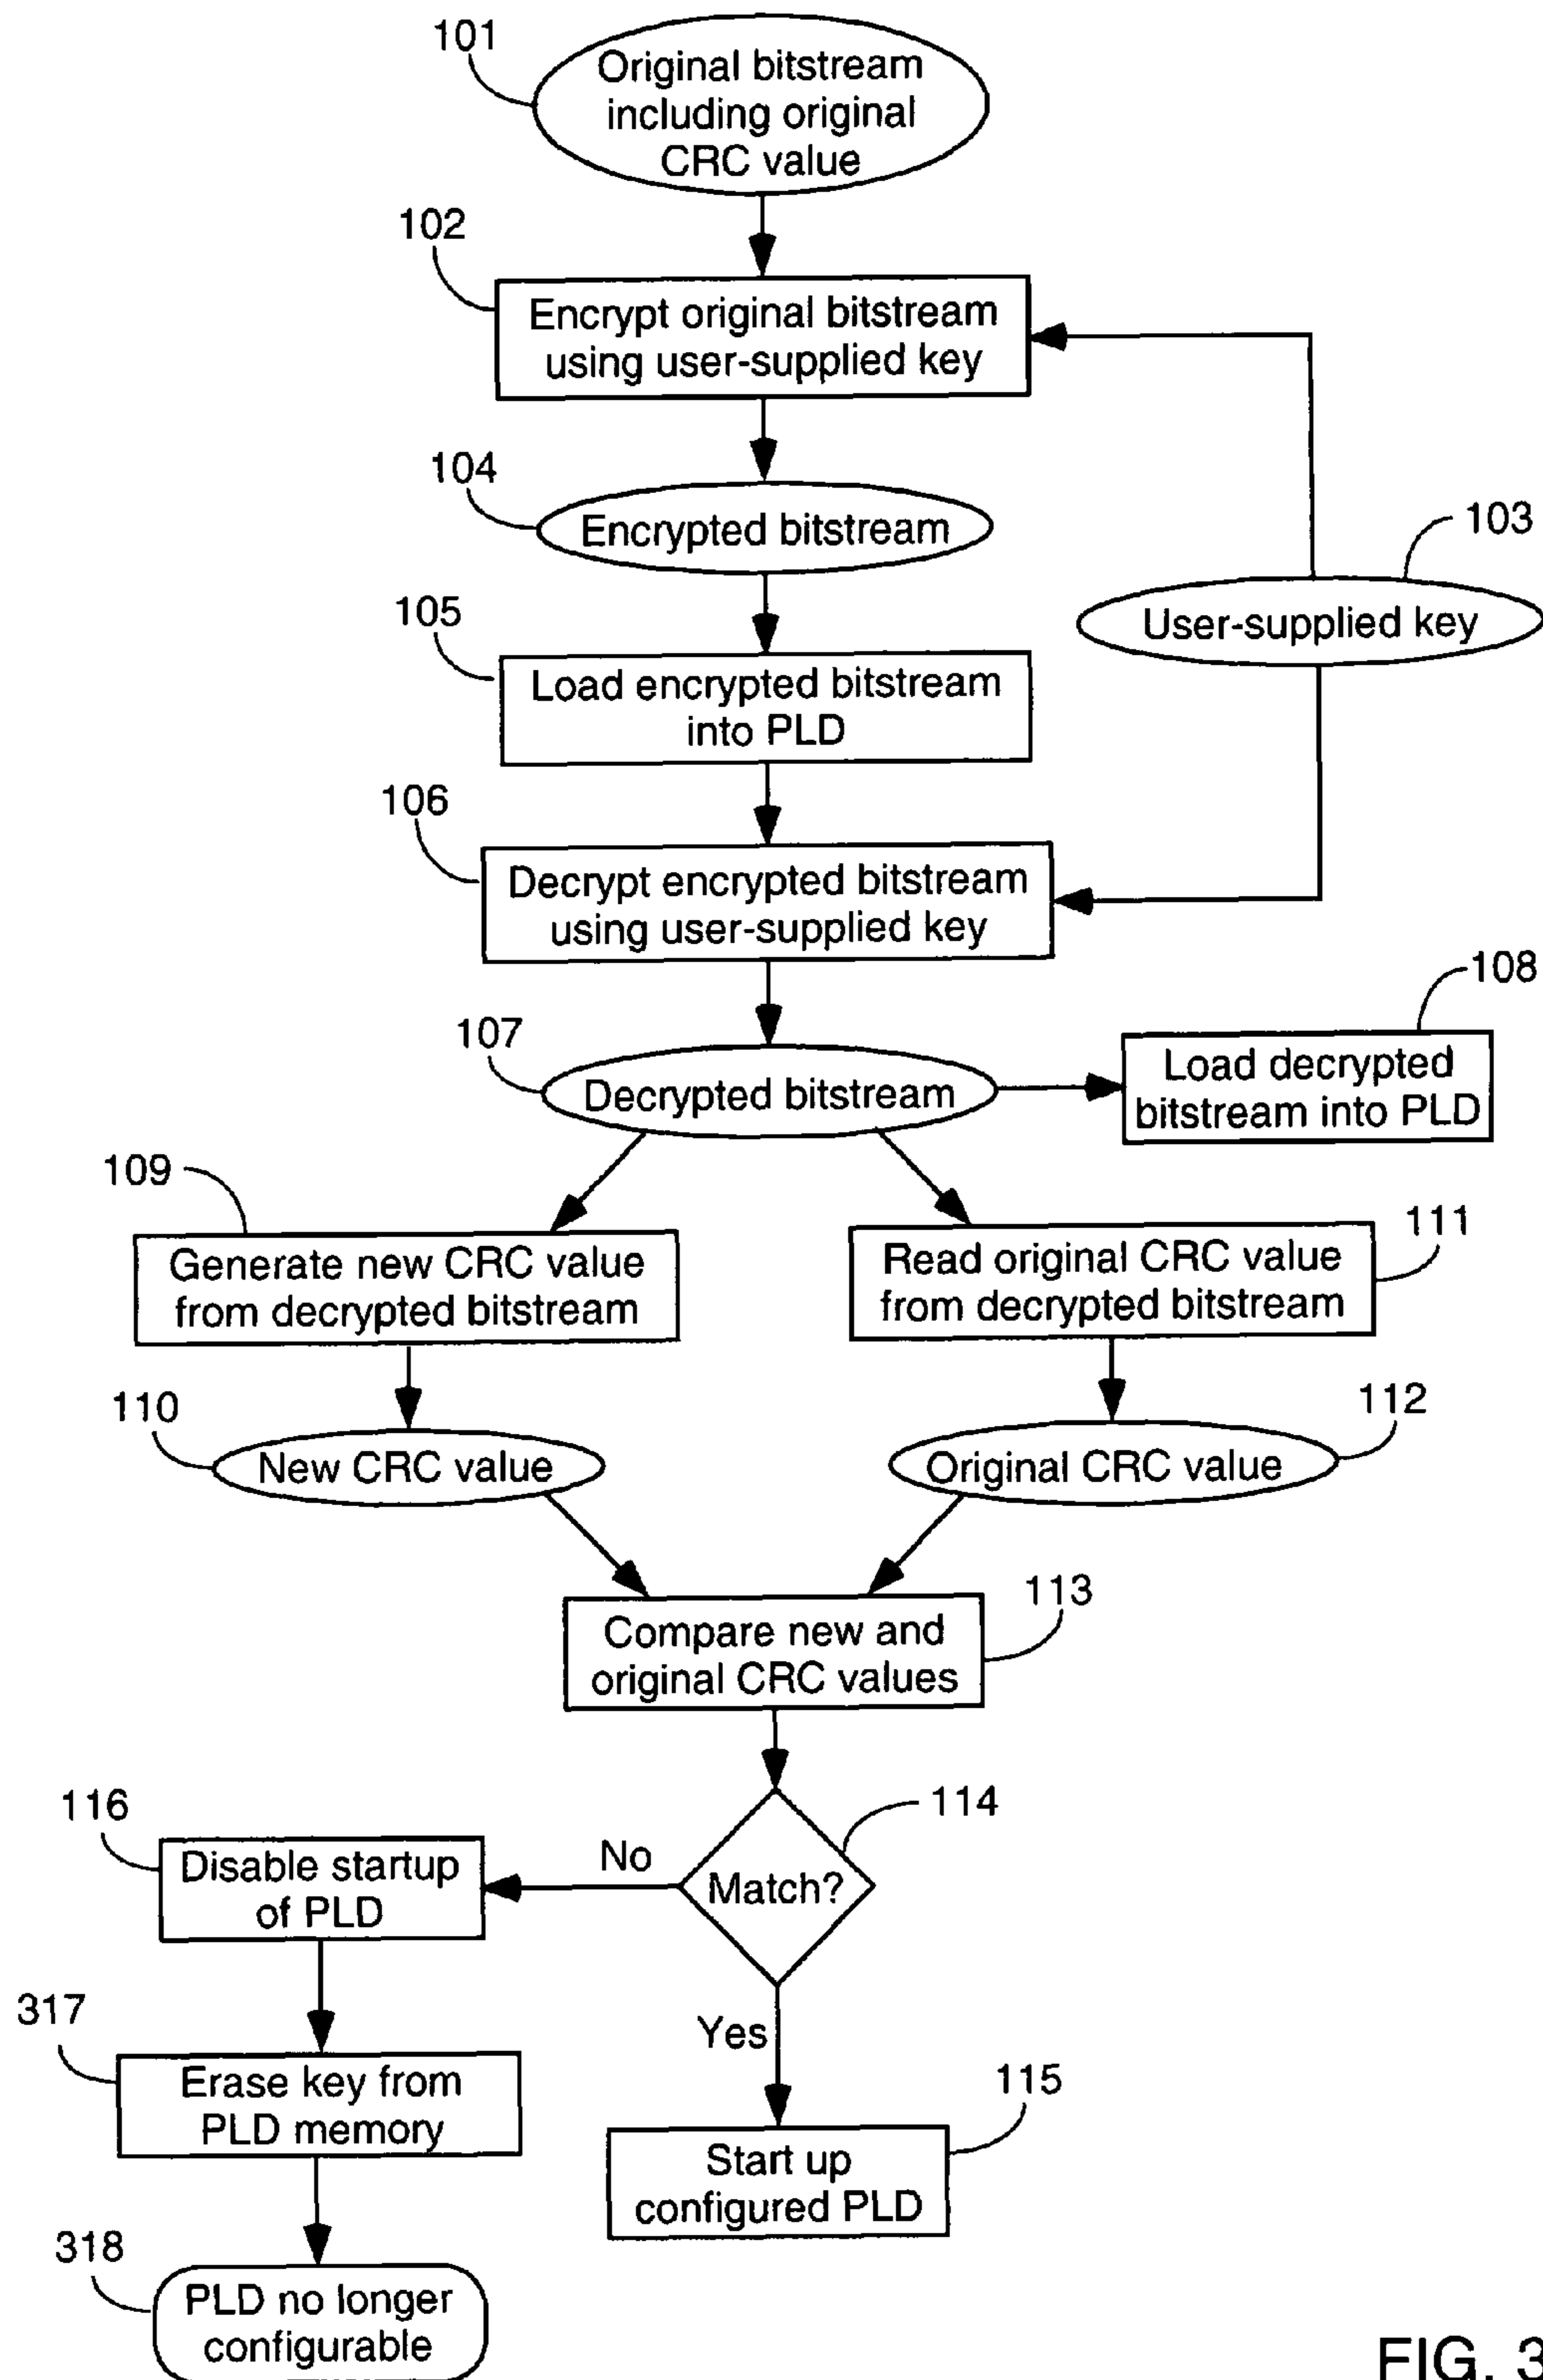 101
Original bitstream
including original
CRC value
102
Encrypt original bitstream
using user-supplied key
104
Encrypted bitstream
103
User-supplied key
105
Load encrypted bitstream
into PLD
106
Decrypt encrypted bitstream
using user-supplied key
107
Decrypted bitstream
108
Load decrypted
bitstream into PLD
109
Generate new CRC value
from decrypted bitstream
111
Read original CRC value
from decrypted bitstream
110
New CRC value
112
Original CRC value
113
Compare new and
original CRC values
114
Match?
No
Yes
116
Disable startup
of PLD
317
Erase key from
PLD memory
115
Start up
configured PLD
318
PLD no longer
configurable
FIG. 3